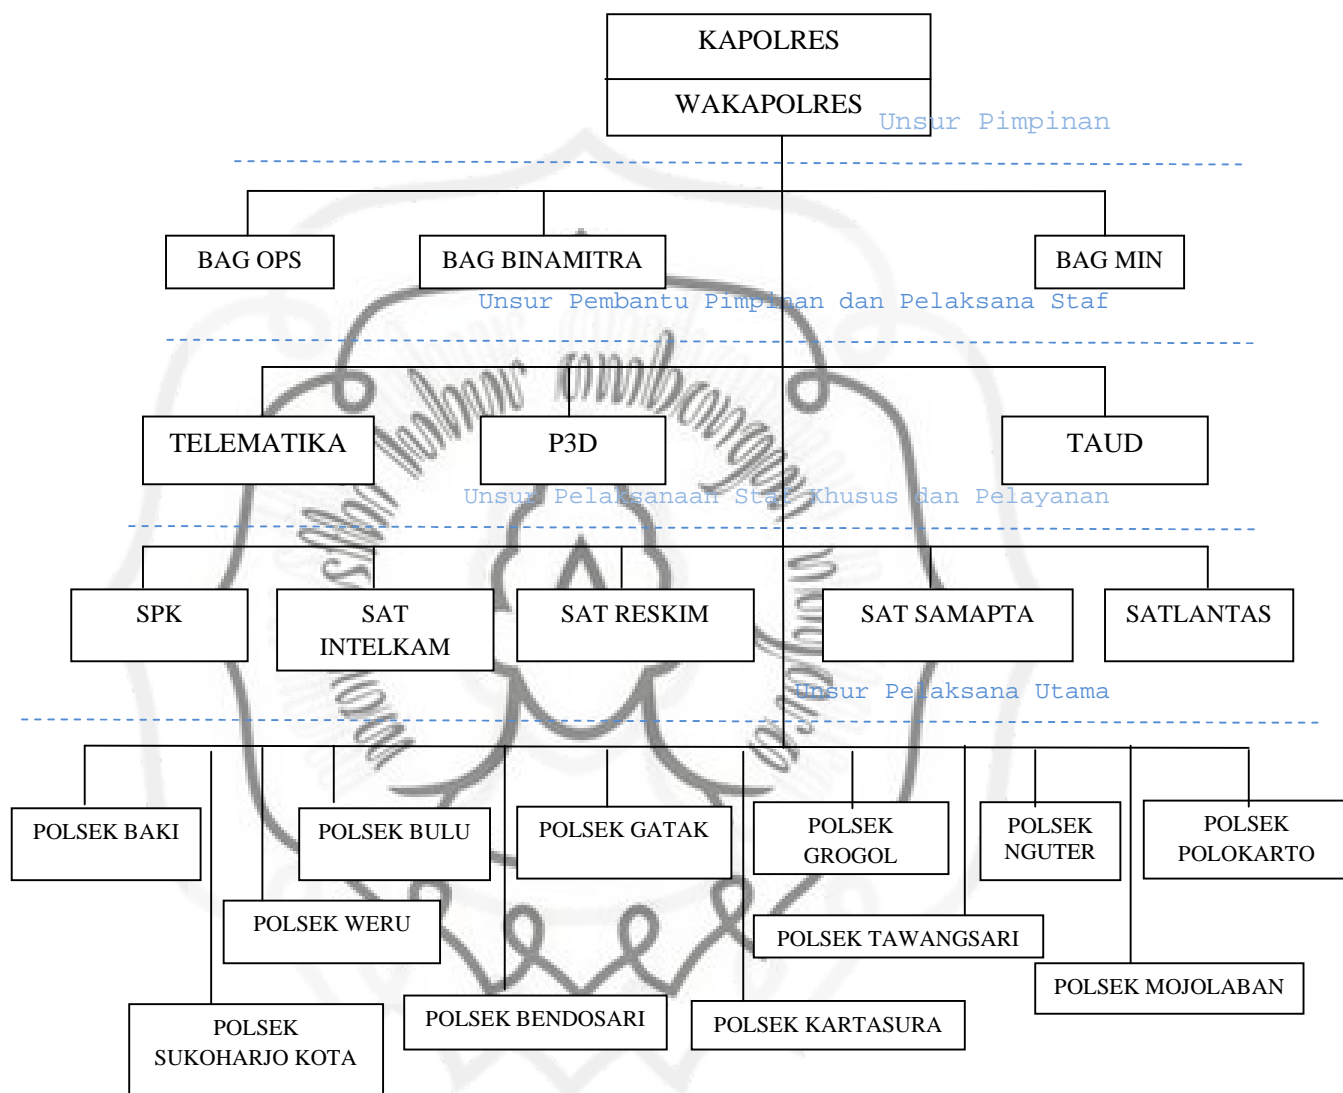 KAPOLRES
WAKAPOLRES
Unsur Pimpinan
BAG OPS
BAG BINAMITRA
BAG MIN
Unsur Pembantu Pimpinan dan Pelaksana Staf
TELEMATIKA
P3D
TAUD
Unsur Pelaksanaan Staf Khusus dan Pelayanan
SPK
SAT
INTELKAM
SAT RESKIM
SAT SAMAPTA
SATLANTAS
Unsur Pelaksana Utama
POLSEK BAKI
POLSEK BULU
POLSEK GATAK
POLSEK
GROGOL
POLSEK
NGUTER
POLSEK
POLOKARTO
POLSEK WERU
POLSEK TAWANGSARI
POLSEK MOJOLABAN
POLSEK
SUKOHARJO KOTA
POLSEK BENDOSARI
POLSEK KARTASURA